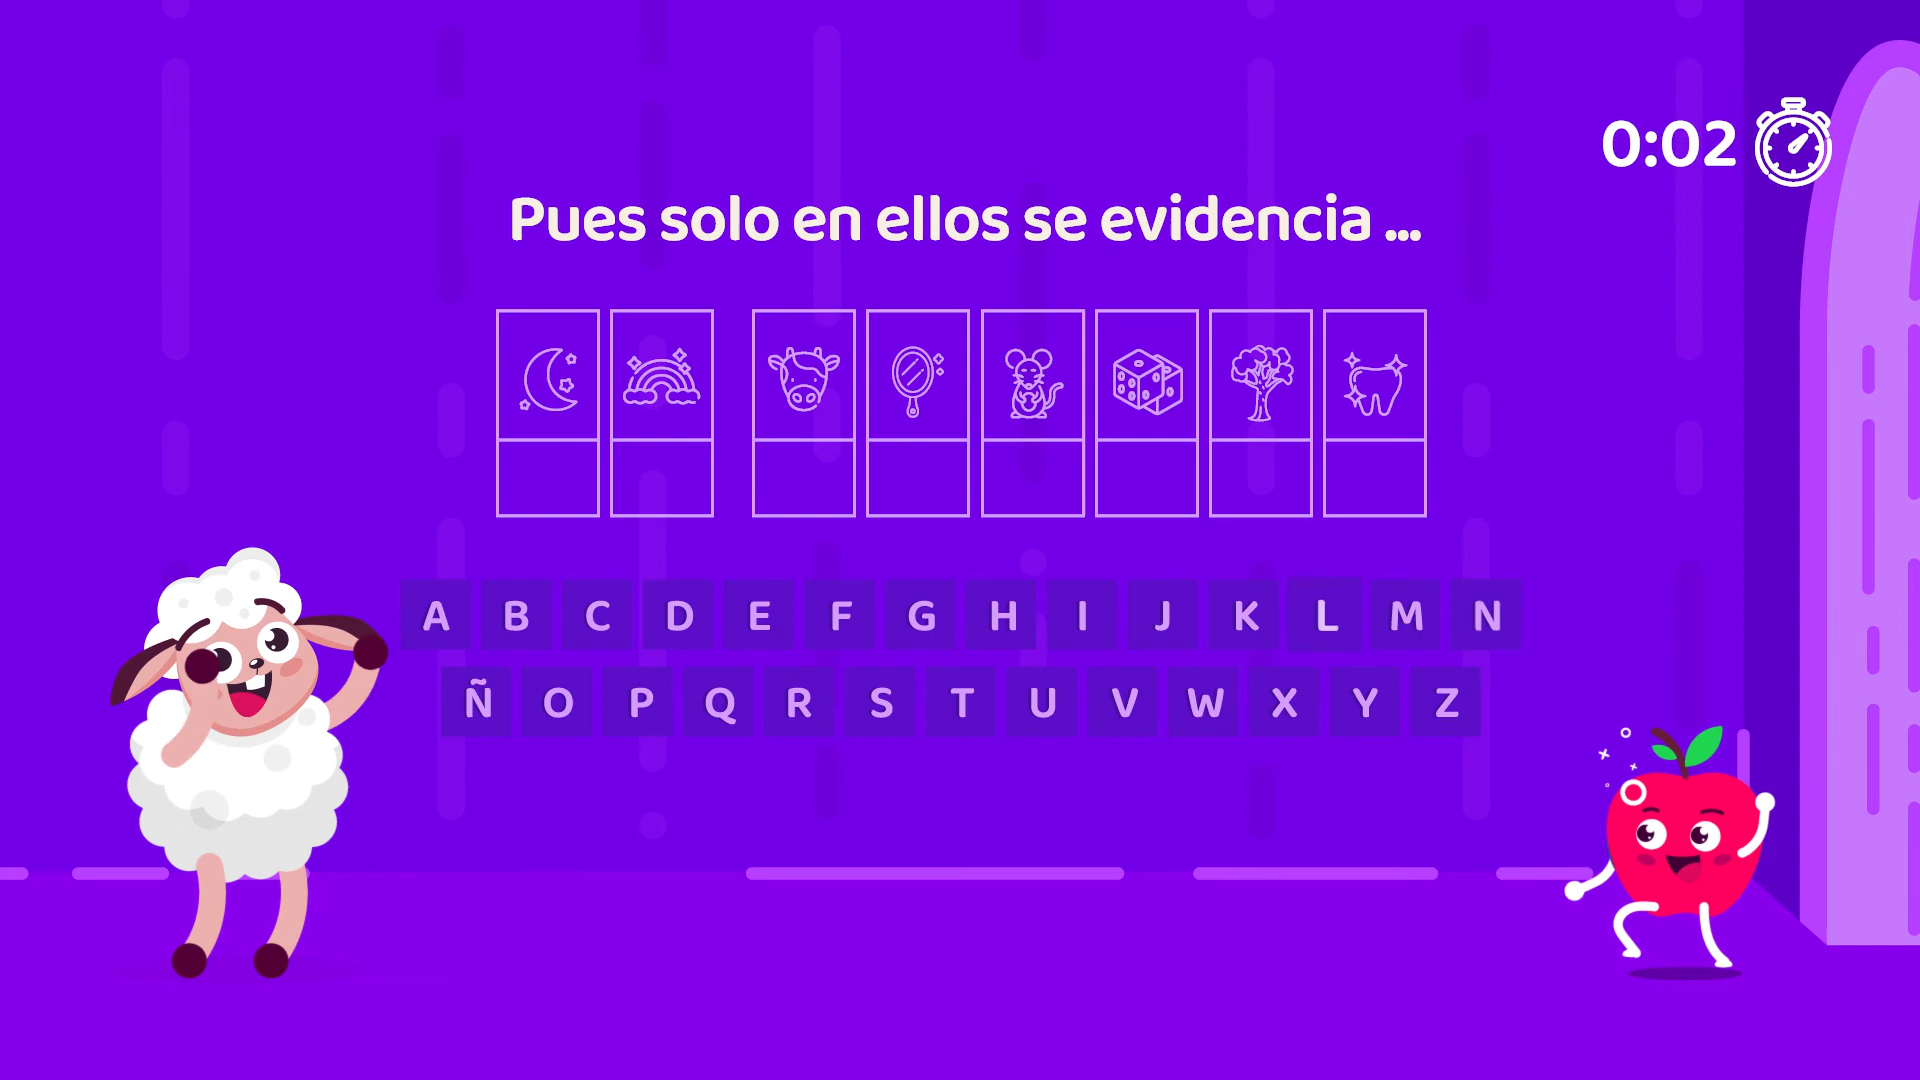 0:02
Pues solo en ellos se evidencia ...
A B C D E F G H I J K L M N
Ñ O P Q R S T U V W X Y Z